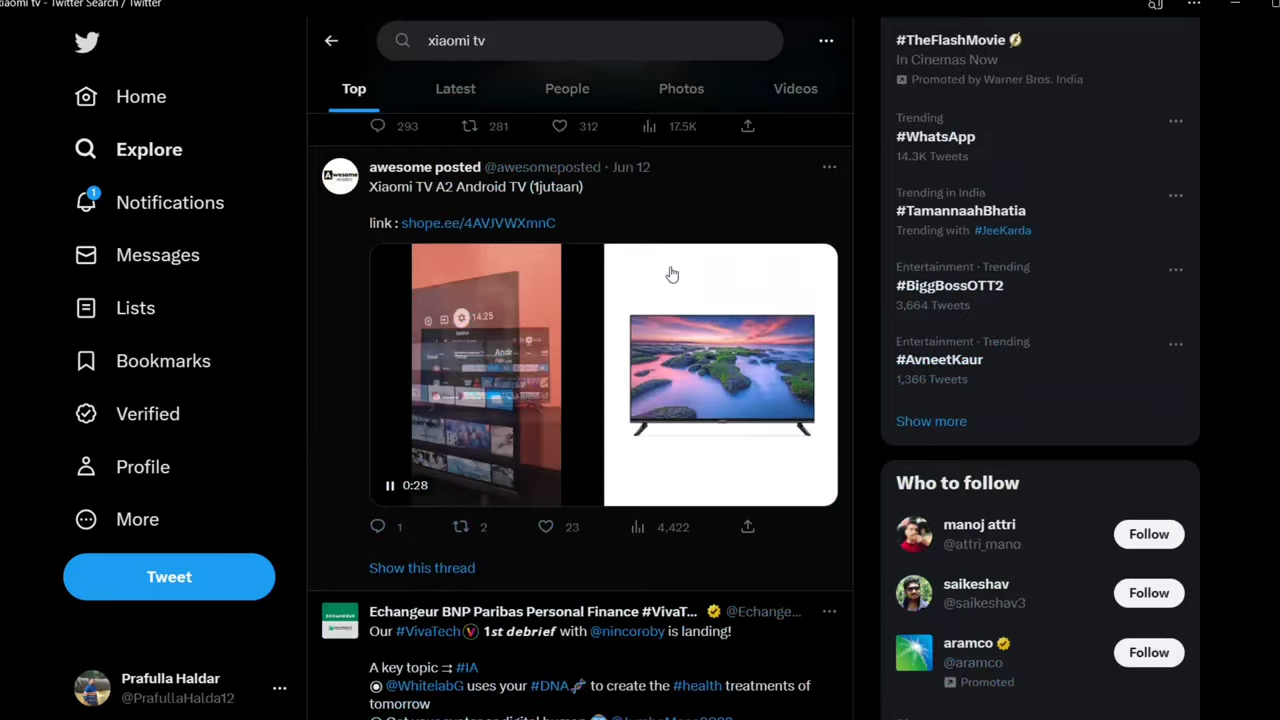 xiaomi tv - Twitter Search / Twitter
Home
Explore
1
Notifications
Messages
Lists
Bookmarks
Verified
Profile
More
Tweet
Prafulla Haldar
@PrafullaHalda12
xiaomi tv
Top Latest People Photos Videos
293 281 312 17.5K
awesome posted @awesomeposted · Jun 12
Xiaomi TV A2 Android TV (1jutaan)
link : shope.ee/4AVJVWXmnC
14.25
0:28
1 2 23 4,422
Show this thread
Echangeur BNP Paribas Personal Finance #VivaT... @Echange...
Our #VivaTech 1st debrief with @nincoroby is landing!
A key topic #IA
@WhitelabG uses your #DNA to create the #health treatments of
tomorrow
#TheFlashMovie
In Cinemas Now
Promoted by Warner Bros. India
Trending
#WhatsApp
14.3K Tweets
Trending in India
#TamannaahBhatia
Trending with #JeeKarda
Entertainment · Trending
#BiggBossOTT2
3,664 Tweets
Entertainment · Trending
#AvneetKaur
1,366 Tweets
Show more
Who to follow
manoj attri
@attri_mano
Follow
saikeshav
@saikeshav3
Follow
aramco
@aramco
Promoted
Follow